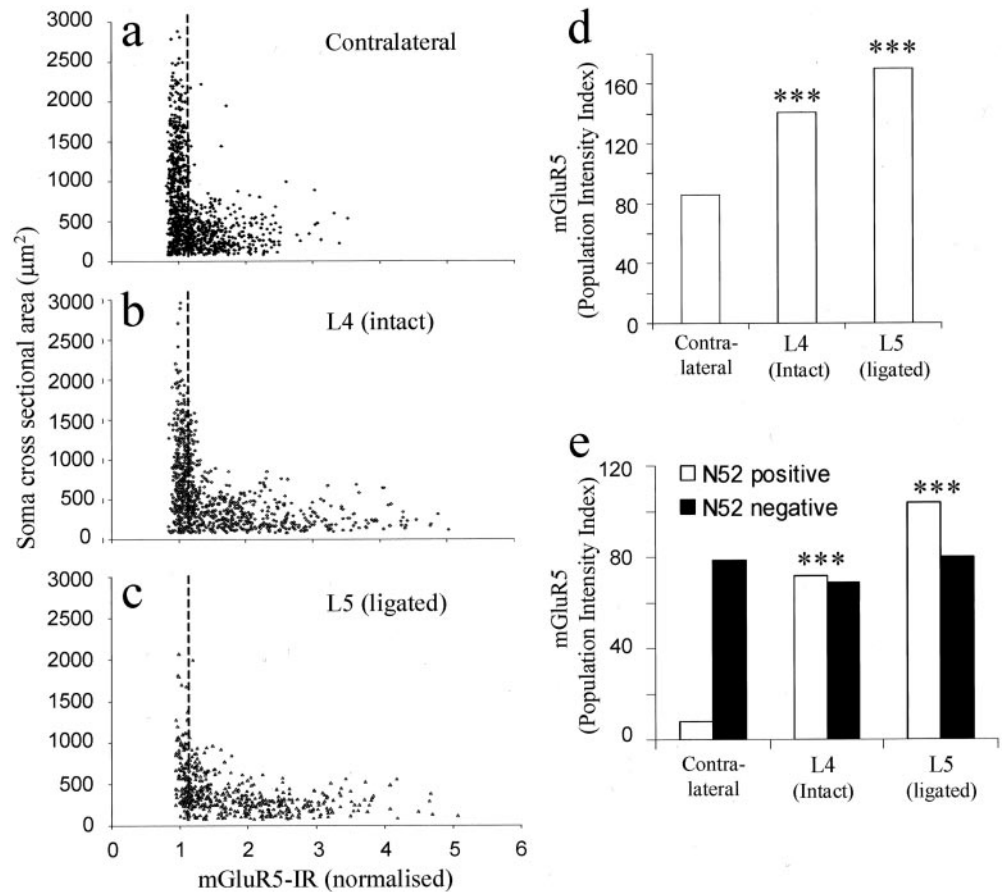 a
Contralateral
3000
2500
2000
1500
1000
500
0
b
L4 (intact)
3000
2500
2000
1500
1000
500
0
c
L5 (ligated)
3000
2500
2000
1500
1000
500
0
0 1 2 3 4 5 6
mGluR5-IR (normalised)
Soma cross sectional area (µm²)
d
mGluR5
(Population Intensity Index)
160
120
80
40
0
***
***
Contra-
lateral
L4
(Intact)
L5
(ligated)
e
mGluR5
(Population Intensity Index)
120
80
40
0
N52 positive
N52 negative
***
***
Contra-
lateral
L4
(Intact)
L5
(ligated)